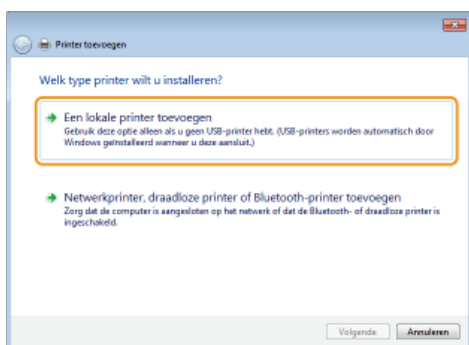 Printer toevoegen
Welk type printer wilt u installeren?
Een lokale printer toevoegen
Gebruik deze optie alleen als u geen USB-printer hebt. (USB-printers worden automatisch door
Windows geïnstalleerd wanneer u deze aansluit.)
Netwerkprinter, draadloze printer of Bluetooth-printer toevoegen
Zorg dat de computer is aangesloten op het netwerk of dat de Bluetooth- of draadloze printer is
ingeschakeld.
Volgende Annuleren